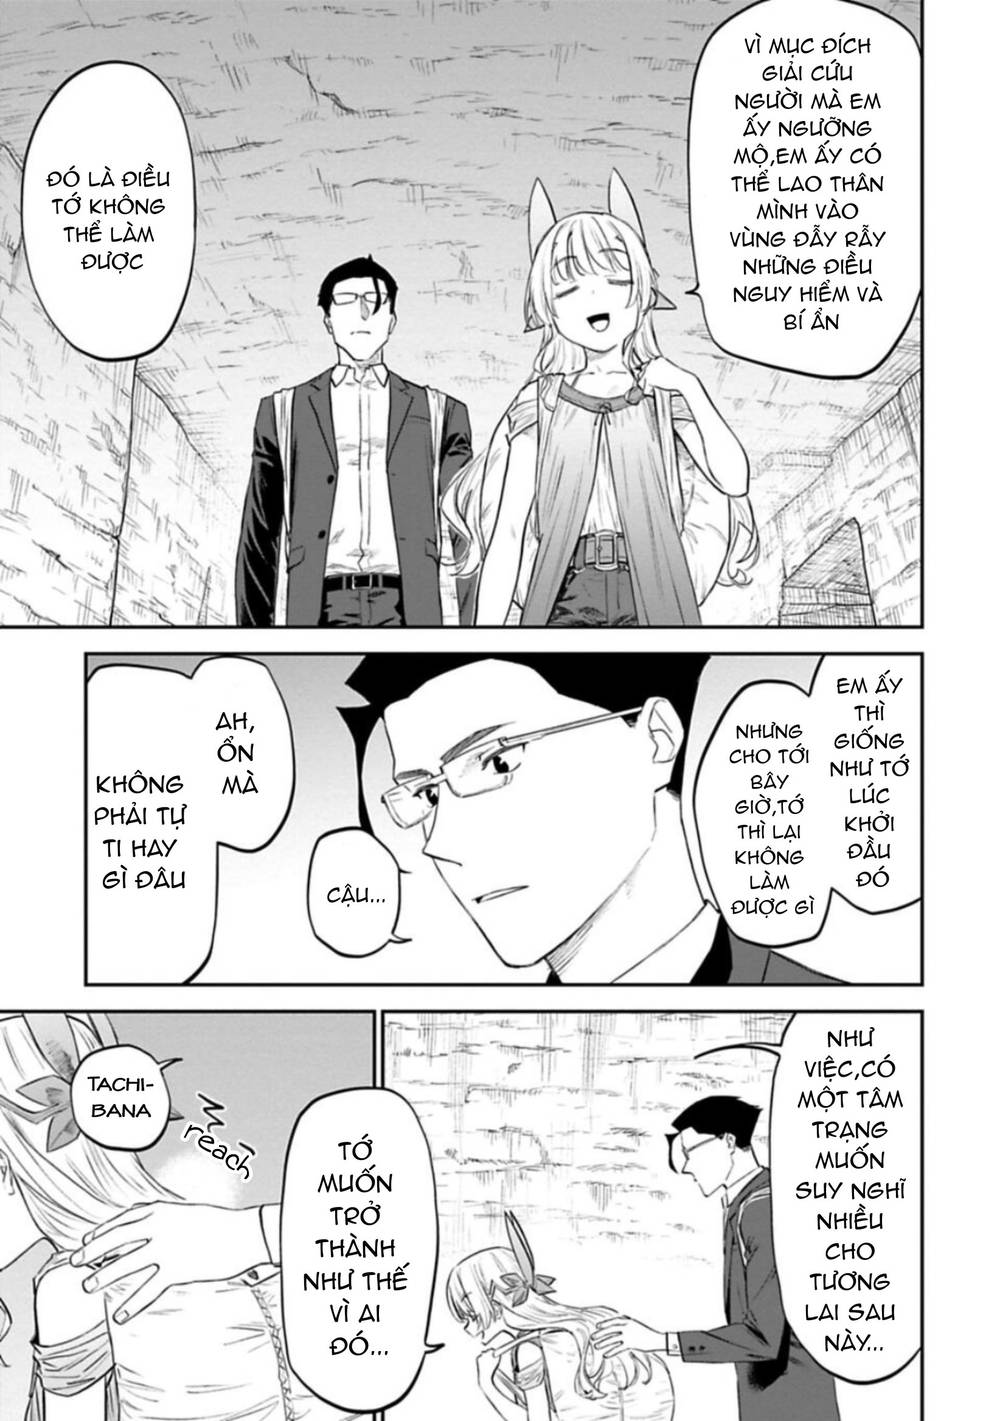 VÌ MỤC ĐÍCH
GIẢI CỨU
NGƯỜI MÀ EM
ẤY NGƯỠNG
MỘ,EM ẤY CÓ
THỂ LAO THÂN
MÌNH VÀO
VÙNG ĐẪY RẪY
NHỮNG ĐIỀU
NGUY HIỂM VÀ
BÍ ẨN
ĐÓ LÀ ĐIỀU
TỚ KHÔNG
THỂ LÀM
ĐƯỢC
EM ẤY
THÌ
GIỐNG
NHƯ TỚ
LÚC
KHỞI
ĐẦU
ĐÓ
NHƯNG
CHO TỚI
BÂY
GIỜ,TỚ
THÌ LẠI
KHÔNG
LÀM
ĐƯỢC GÌ
CẬU...
AH,
ỔN
MÀ
KHÔNG
PHẢI TỰ
TI HAY
GÌ ĐÂU
NHƯ
VIỆC,CÓ
MỘT TÂM
TRẠNG
MUỐN
SUY NGHĨ
NHIỀU
CHO
TƯƠNG
LAI SAU
NÀY...
TỚ
MUỐN
TRỞ
THÀNH
NHƯ THẾ
VÌ AI
ĐÓ...
TACHI-
BANA
reach